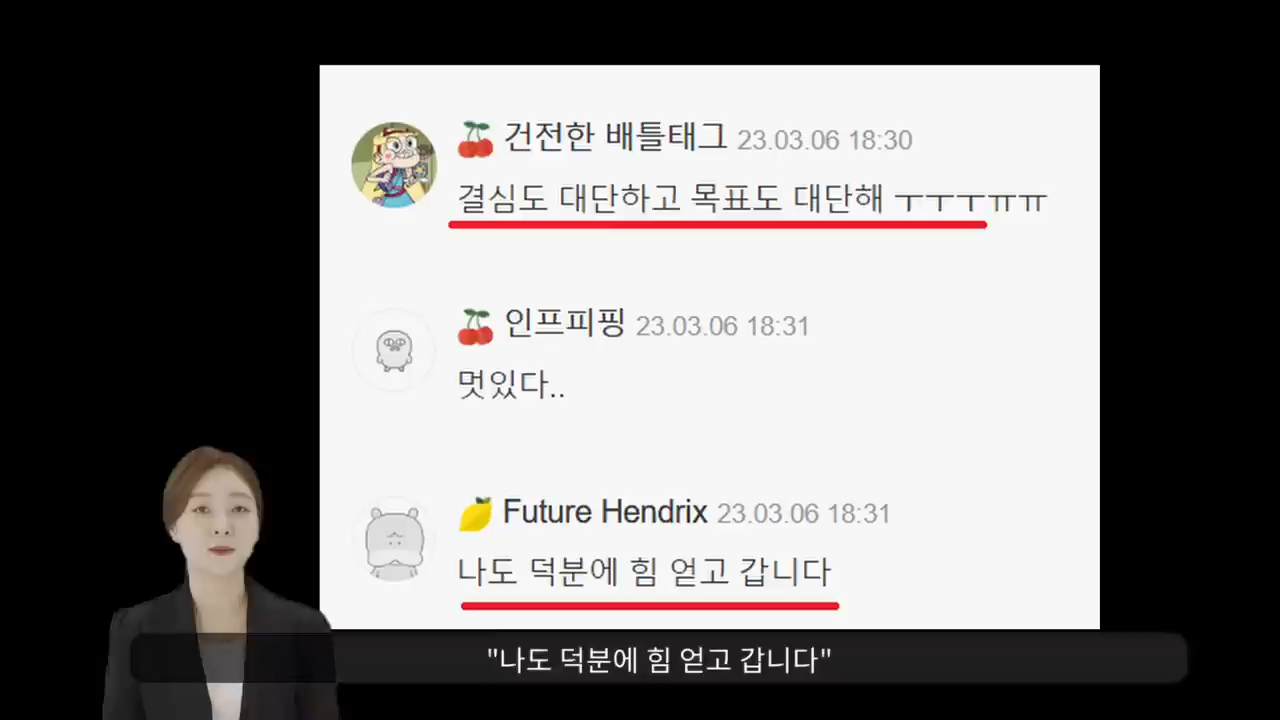 건전한 배틀태그 23.03.06 18:30
결심도 대단하고 목표도 대단해 ㅜㅜㅜㅠㅠ
인프피핑 23.03.06 18:31
멋있다..
Future Hendrix 23.03.06 18:31
나도 덕분에 힘 얻고 갑니다
"나도 덕분에 힘 얻고 갑니다"